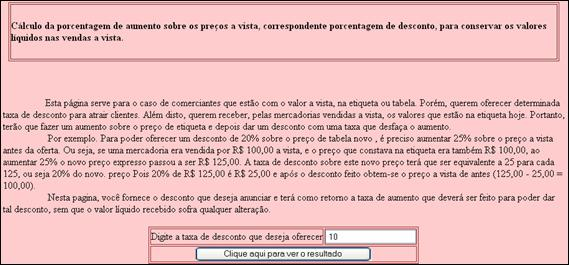 Cálculo da porcentagem de aumento sobre os preços a vista, correspondente porcentagem de desconto, para conservar os valores
líquidos nas vendas a vista.
Esta página serve para o caso de comerciantes que estão com o valor a vista, na etiqueta ou tabela. Porém, querem oferecer determinada
taxa de desconto para atrair clientes. Além disto, querem receber, pelas mercadorias vendidas a vista, os valores que estão na etiqueta hoje. Portanto,
terão que fazer um aumento sobre o preço de etiqueta e depois dar um desconto com uma taxa que desfaça o aumento.
Por exemplo. Para poder oferecer um desconto de 20% sobre o preço de tabela novo , é preciso aumentar 25% sobre o preço a vista
antes da oferta. Ou seja, se uma mercadoria era vendida por R$ 100,00 a vista, e o preço que constava na etiqueta era também R$ 100,00, ao
aumentar 25% o novo preço expresso passou a ser R$ 125,00. A taxa de desconto sobre este novo preço terá que ser equivalente a 25 para cada
125, ou seja 20% do novo. preço Pois 20% de R$ 125,00 é R$ 25,00 e após o desconto feito obtem-se o preço a vista de antes (125,00 - 25,00 =
100,00).
Nesta pagina, você fornece o desconto que deseja anunciar e terá como retorno a taxa de aumento que deverá ser feito para poder dar
tal desconto, sem que o valor líquido recebido sofra qualquer alteração.
Digite a taxa de desconto que deseja oferecer 10
Clique aqui para ver o resultado